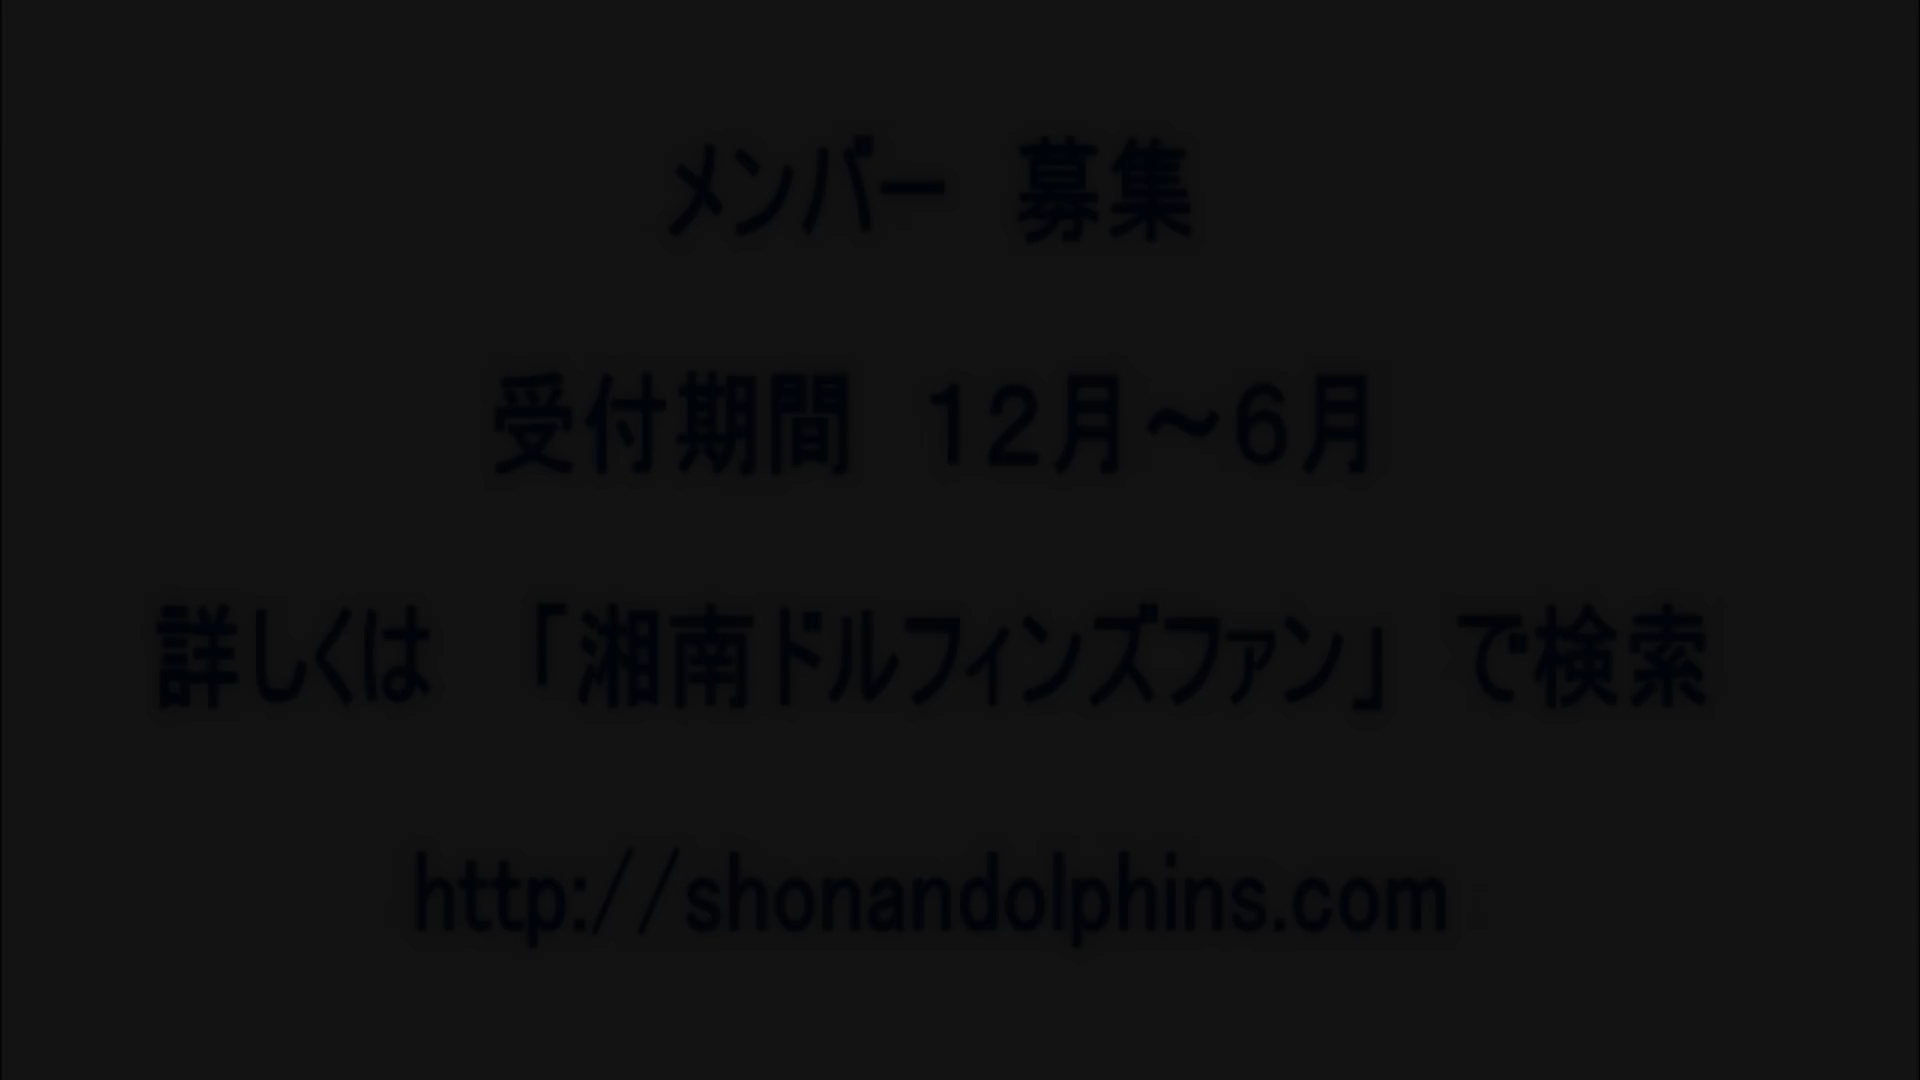 メンバー　募集
受付期間　１２月～６月
詳しくは　「湘南ドルフィンズファン」　で検索
http://shonandolphins.com